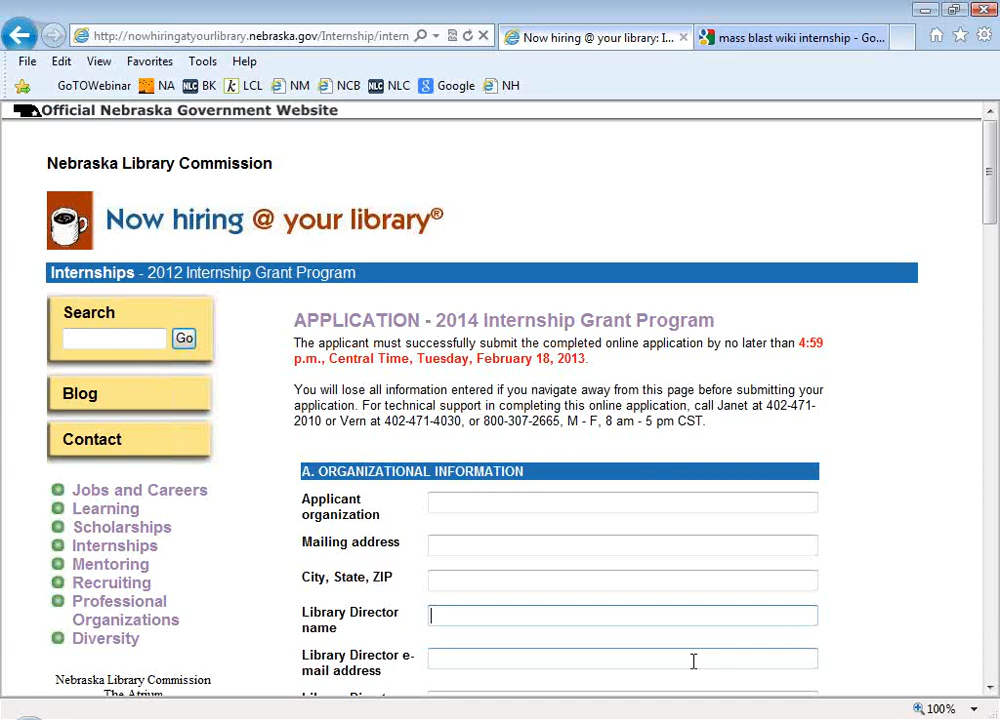 http://nowhiringatyourlibrary.nebraska.gov/Internship/intern
Now hiring @ your library: I...
mass blast wiki internship - Go...
File Edit View Favorites Tools Help
GoTOWebinar NA NLC BK k LCL NM NCB NLC NLC 8 Google NH
Official Nebraska Government Website
Nebraska Library Commission
Now hiring @ your library®
Internships - 2012 Internship Grant Program
Search
Go
Blog
Contact
Jobs and Careers
Learning
Scholarships
Internships
Mentoring
Recruiting
Professional
Organizations
Diversity
Nebraska Library Commission
The Atrium
APPLICATION - 2014 Internship Grant Program
The applicant must successfully submit the completed online application by no later than 4:59
p.m., Central Time, Tuesday, February 18, 2013.
You will lose all information entered if you navigate away from this page before submitting your
application. For technical support in completing this online application, call Janet at 402-471-
2010 or Vern at 402-471-4030, or 800-307-2665, M - F, 8 am - 5 pm CST.
A. ORGANIZATIONAL INFORMATION
Applicant
organization
Mailing address
City, State, ZIP
Library Director
name
Library Director e-
mail address
100%